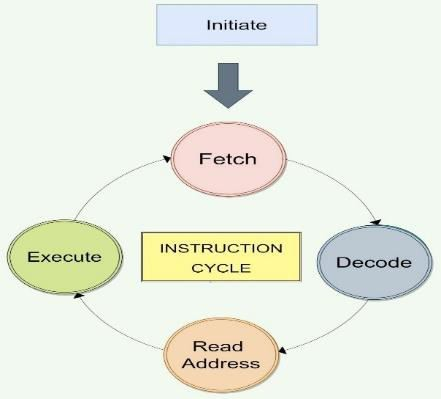 Initiate
Fetch
Execute
INSTRUCTION
CYCLE
Decode
Read
Address